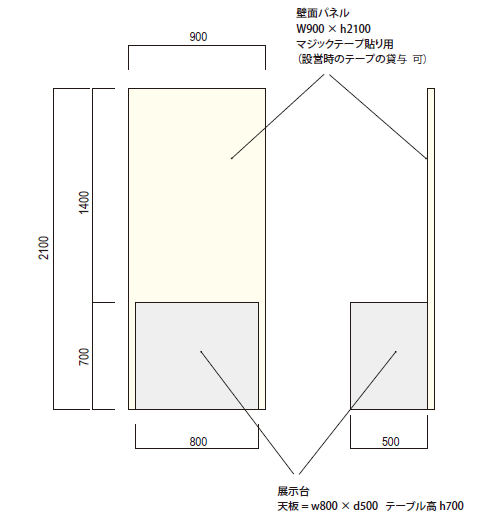 壁面パネル
W900 × h2100
マジックテープ貼り用
（設営時のテープの貸与 可）
900
1400
2100
700
800
500
展示台
天板＝w800 × d500 テーブル高 h700